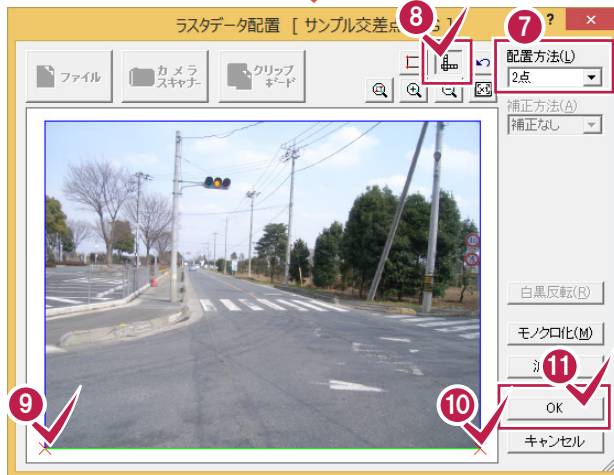 ラスタデータ配置 [ サンプル交差点
G ]
?
×
8
7
ファイル
カメラ
スキャナー
クリップ
ボード
配置方法(L)
2点
補正方法(A)
補正なし
白黒反転(R)
モノクロ化(M)
11
OK
キャンセル
9
10